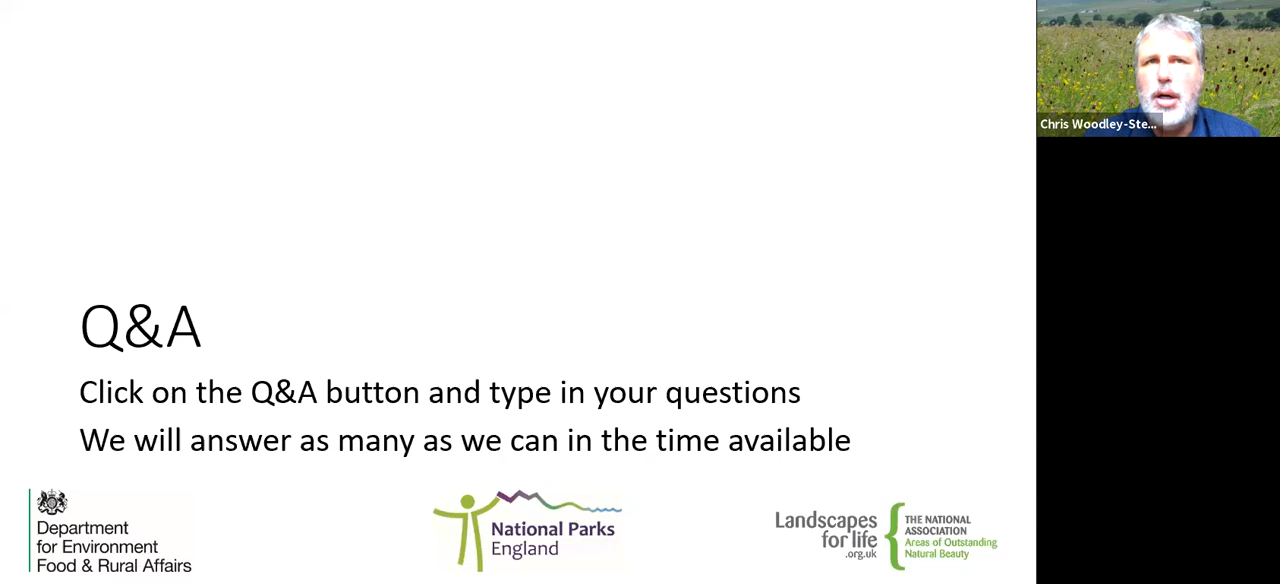 Chris Woodley-Ste...
Q&A
Click on the Q&A button and type in your questions
We will answer as many as we can in the time available
Department
for Environment
Food & Rural Affairs
National Parks
England
Landscapes
for life
.org.uk
THE NATIONAL
ASSOCIATION
Areas of Outstanding
Natural Beauty